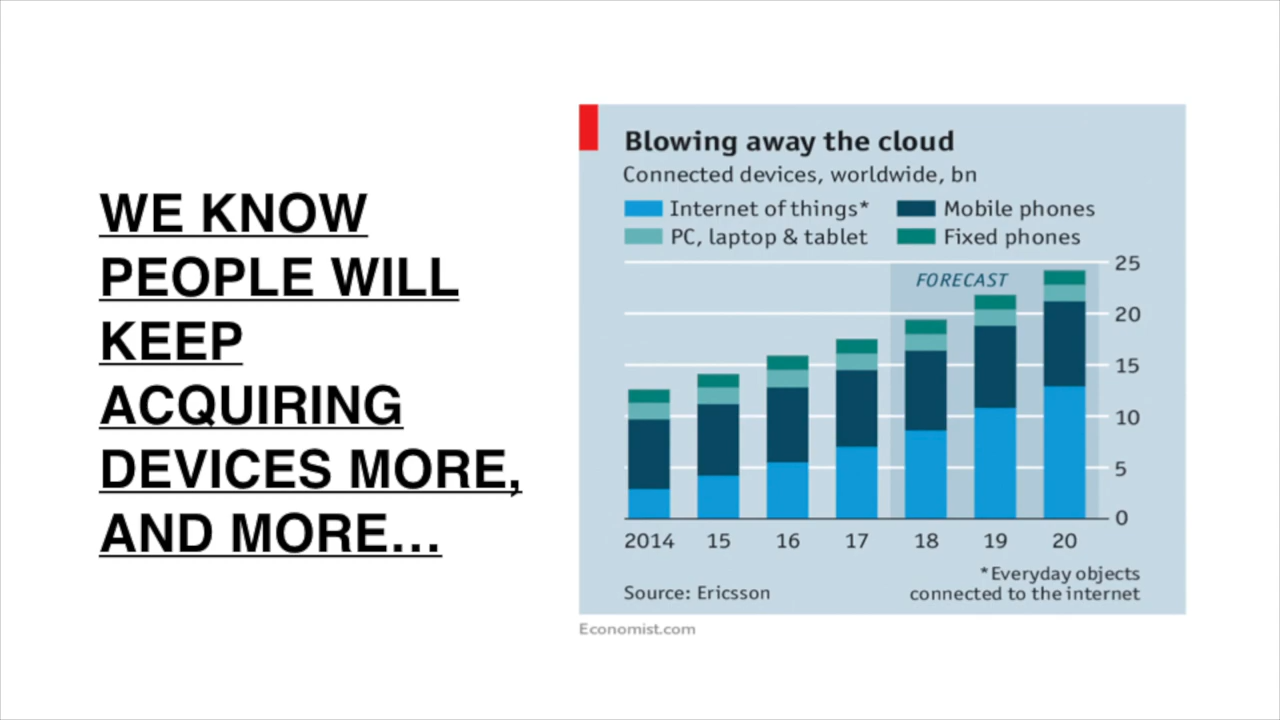 WE KNOW
PEOPLE WILL
KEEP
ACQUIRING
DEVICES MORE,
AND MORE…
Blowing away the cloud
Connected devices, worldwide, bn
Internet of things* Mobile phones
PC, laptop & tablet Fixed phones
25
FORECAST
20
15
10
5
0
2014 15 16 17 18 19 20
*Everyday objects
Source: Ericsson connected to the internet
Economist.com